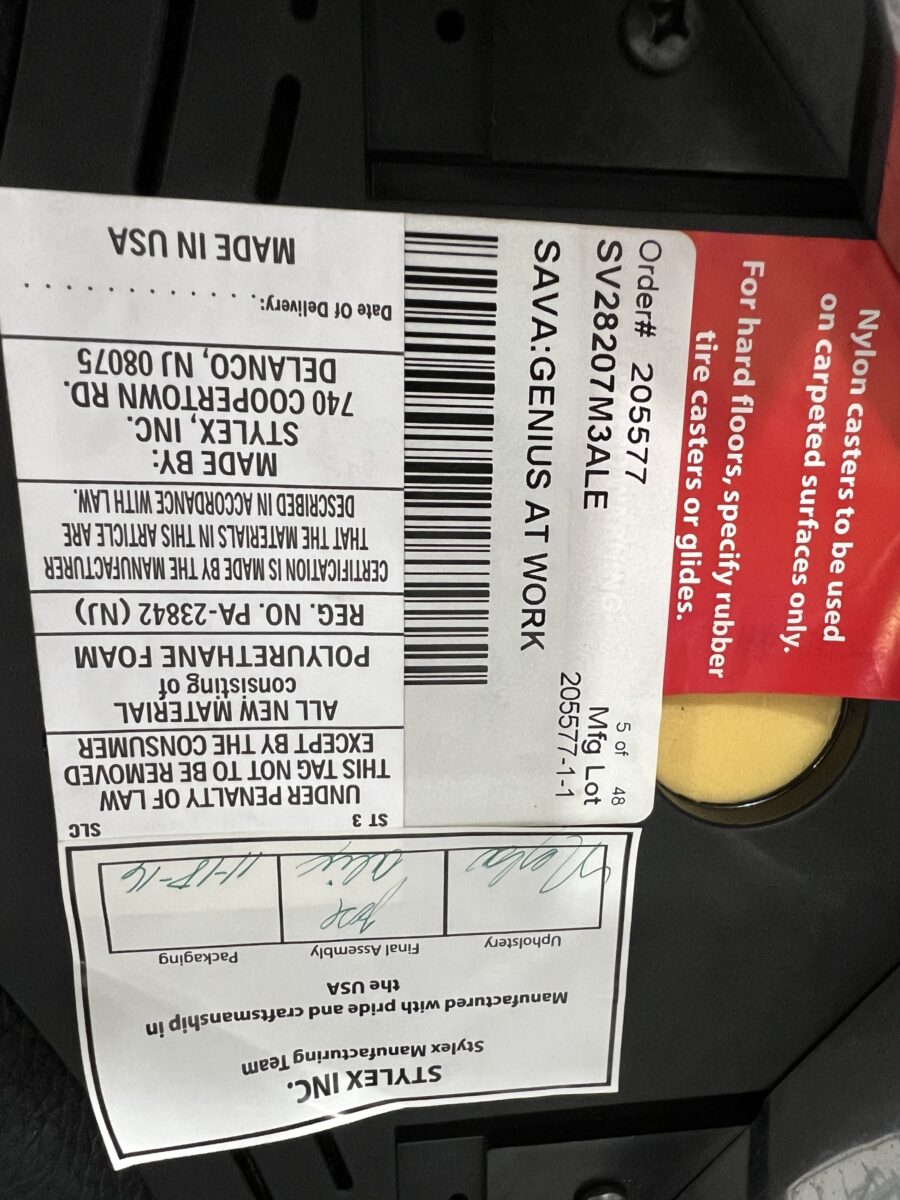 Nylon casters to be used
on carpeted surfaces only.
For hard floors, specify rubber
tire casters or glides.
Order# 205577
SV28207M3ALE
SAVA:GENIUS AT WORK
5 of 48
Mfg Lot
205577-1-1
STYLEX INC.
Stylex Manufacturing Team
Manufactured with pride and craftsmanship in
the USA
Upholstery Final Assembly Packaging
Jose
Alix 11-18-16
ST 3 SLC
UNDER PENALTY OF LAW
THIS TAG NOT TO BE REMOVED
EXCEPT BY THE CONSUMER
ALL NEW MATERIAL
consisting of
POLYURETHANE FOAM
REG. NO. PA-23842 (NJ)
CERTIFICATION IS MADE BY THE MANUFACTURER
THAT THE MATERIALS IN THIS ARTICLE ARE
DESCRIBED IN ACCORDANCE WITH LAW.
MADE BY:
STYLEX, INC.
740 COOPERTOWN RD.
DELANCO, NJ 08075
Date Of Delivery: . . . . . . . . . . . . .
MADE IN USA